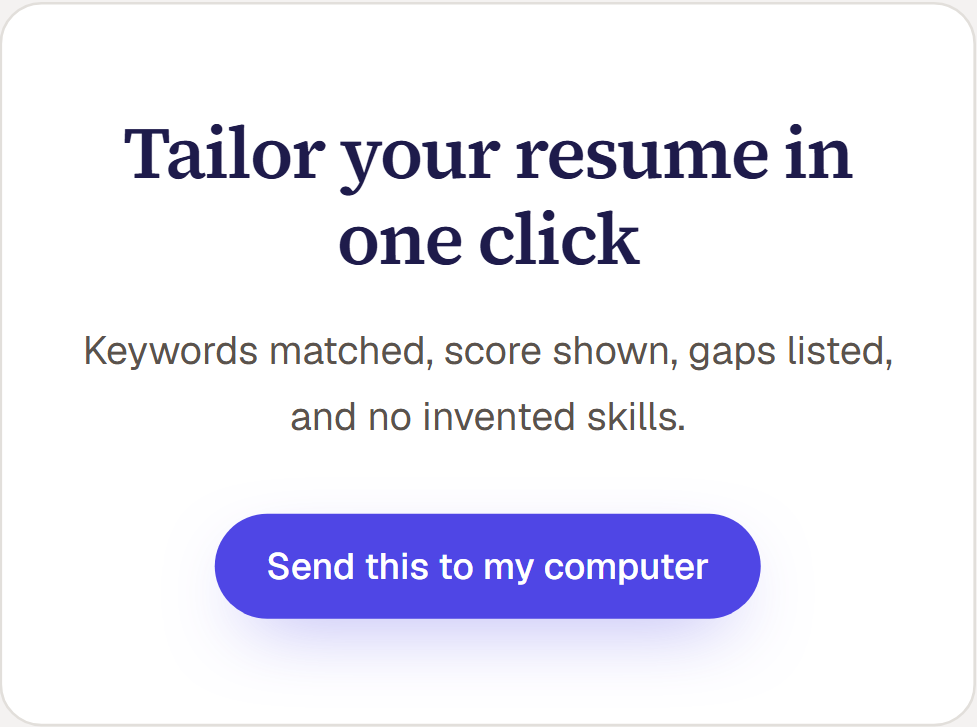 Tailor your resume in
one click
Keywords matched, score shown, gaps listed,
and no invented skills.
Send this to my computer